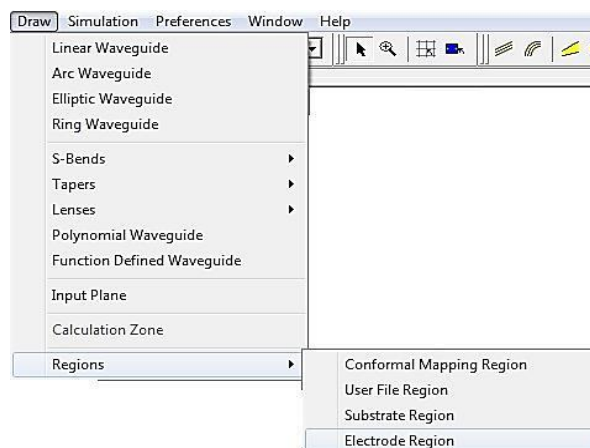 Draw Simulation Preferences Window Help
Linear Waveguide
Arc Waveguide
Elliptic Waveguide
Ring Waveguide
S-Bends
Tapers
Lenses
Polynomial Waveguide
Function Defined Waveguide
Input Plane
Calculation Zone
Regions
Conformal Mapping Region
User File Region
Substrate Region
Electrode Region